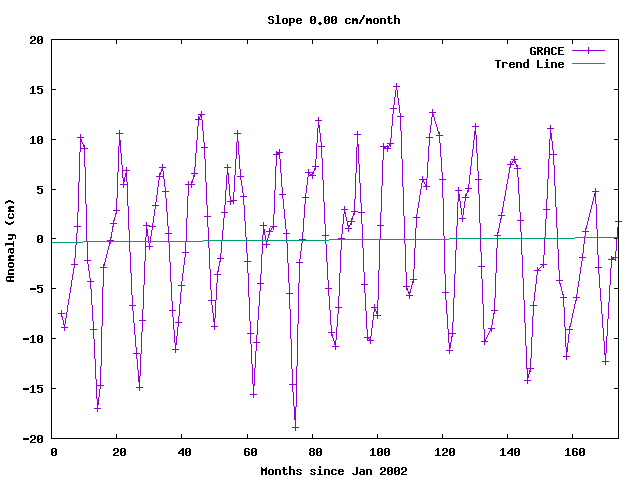 Slope 0.00 cm/month
GRACE
Trend Line
20
15
10
5
0
-5
-10
-15
-20
Anomaly (cm)
0 20 40 60 80 100 120 140 160
Months since Jan 2002